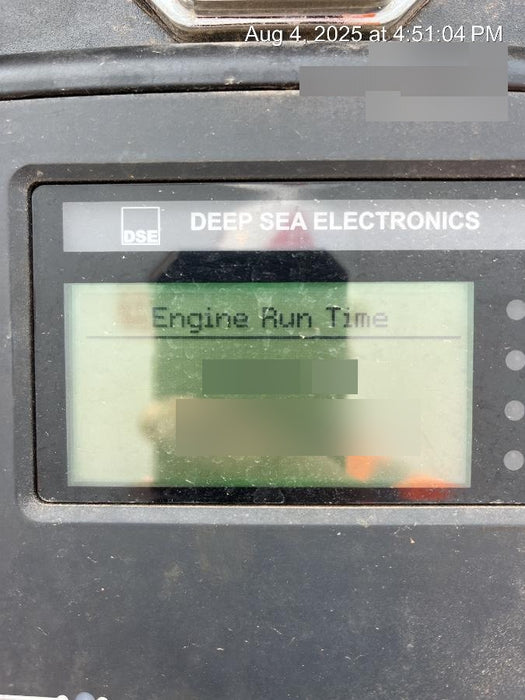 Aug 4, 2025 at 4:51:04 PM
DSE
DEEP SEA ELECTRONICS
Engine Run Time